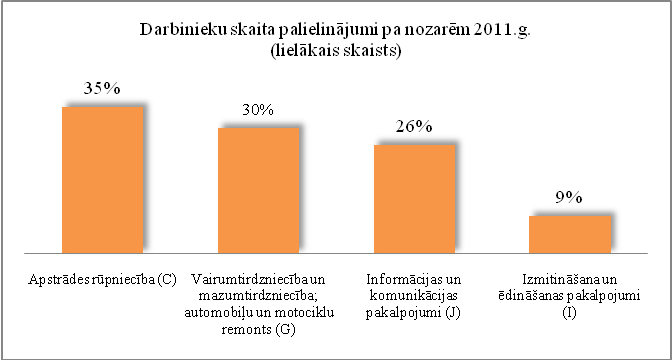 Darbinieku skaita palielinājumi pa nozarēm 2011.g.
(lielākais skaists)
35%
30%
26%
9%
Apstrādes rūpniecība (C)
Vairumtirdzniecība un
mazumtirdzniecība;
automobiļu un motociklu
remonts (G)
Informācijas un
komunikācijas
pakalpojumi (J)
Izmitināšana un
ēdināšanas pakalpojumi
(I)